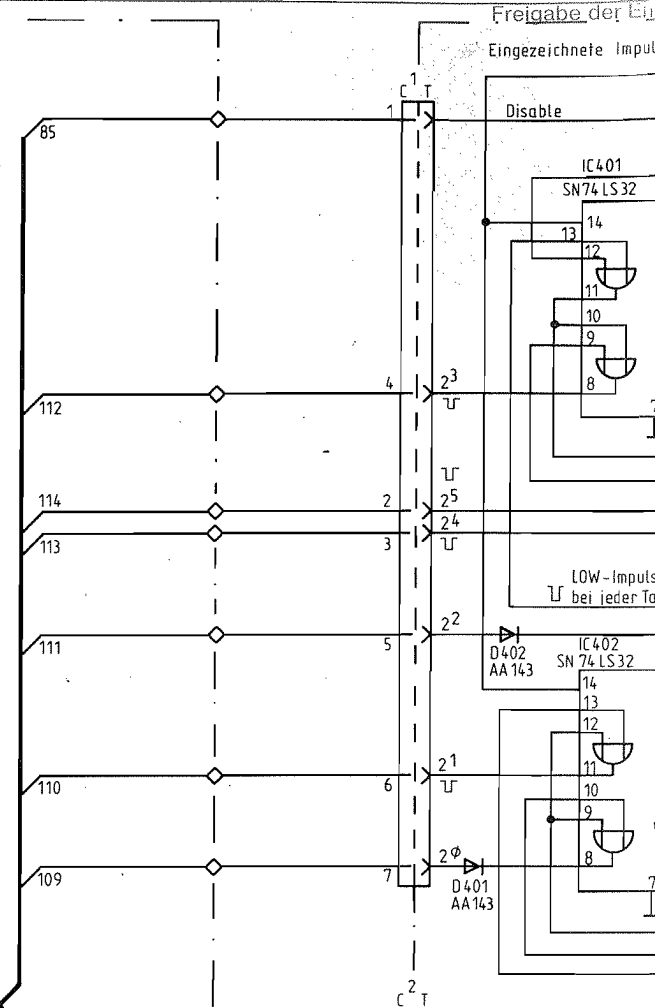 Freigabe der
Eingezeichnete
1
C T
1
Disable
85
IC401
SN74LS32
14
13
12
11
10
9
8
7
4
2³
112
114
2
2⁵
113
3
2⁴
LOW-Impuls
bei jeder
111
5
2²
D402
AA143
IC402
SN74LS32
14
13
12
11
10
9
8
7
110
6
2¹
109
7
2ᶲ
D401
AA143
2
C T